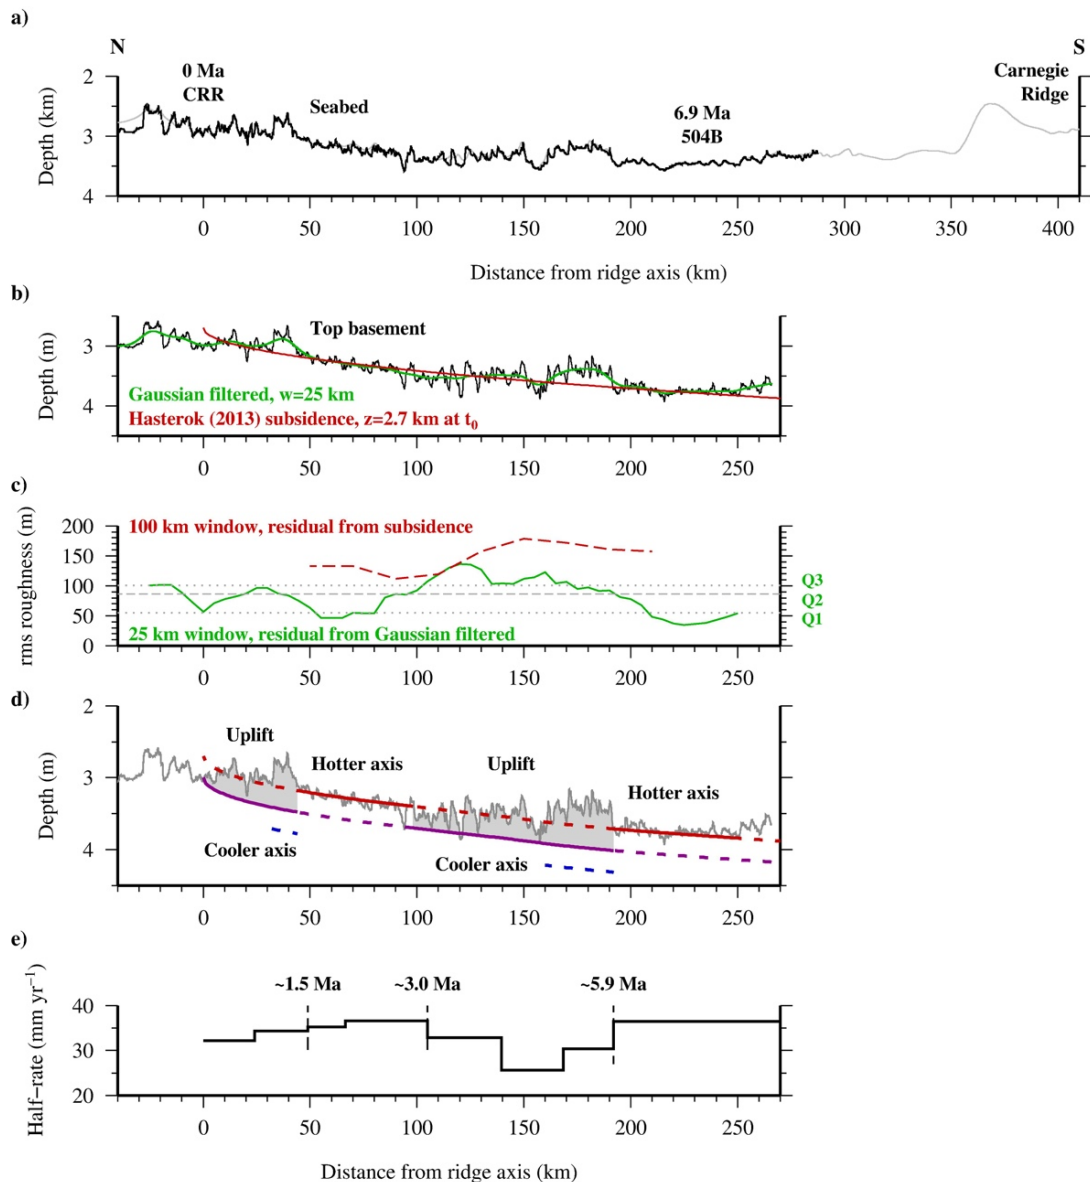 a)
N
S
0 Ma
CRR
Seabed
6.9 Ma
504B
Carnegie
Ridge
Depth (km)
2
3
4
0 50 100 150 200 250 300 350 400
Distance from ridge axis (km)
b)
Top basement
Depth (m)
3
4
Gaussian filtered, w=25 km
Hasterok (2013) subsidence, z=2.7 km at t₀
0 50 100 150 200 250
c)
rms roughness (m)
200
150
100
50
0
100 km window, residual from subsidence
Q3
Q2
Q1
25 km window, residual from Gaussian filtered
0 50 100 150 200 250
d)
Depth (m)
2
3
4
Uplift
Hotter axis
Uplift
Hotter axis
Cooler axis
Cooler axis
0 50 100 150 200 250
e)
Half−rate (mm yr⁻¹)
~1.5 Ma
~3.0 Ma
~5.9 Ma
40
30
20
0 50 100 150 200 250
Distance from ridge axis (km)